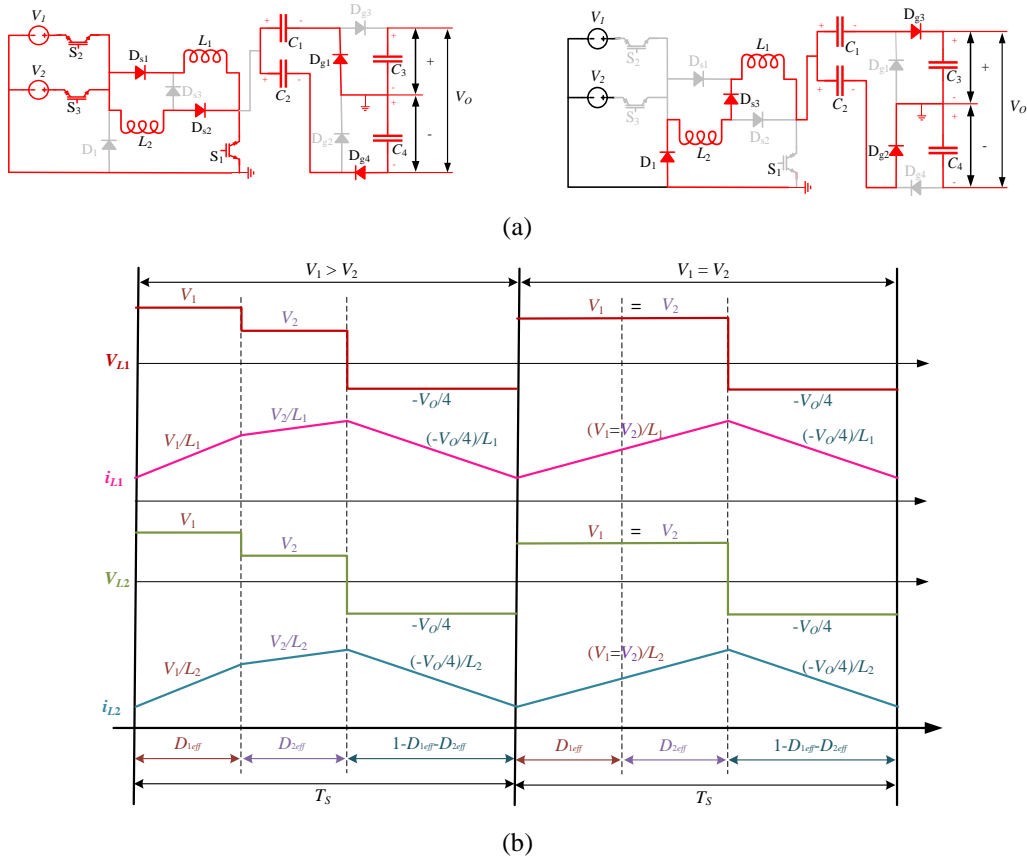 V1 S2 Ds1 L1 C1 Dg3
V2 S3 Ds3 C2 Dg1 C3 +
Ds2 VO
D1 L2 S1 Dg2 C4 -
Dg4
V1 S2 Ds1 L1 C1 Dg3
V2 S3 Ds3 C2 Dg1 C3 +
Ds2 VO
D1 L2 S1 Dg2 C4 -
Dg4
(a)
V1 > V2 V1 = V2
V1 V2 V1 = V2
VL1
-VO/4 -VO/4
V1/L1 V2/L1 (-VO/4)/L1 (V1=V2)/L1 (-VO/4)/L1
iL1
V1 V2 V1 = V2
VL2
-VO/4 -VO/4
V1/L2 V2/L2 (-VO/4)/L2 (V1=V2)/L2 (-VO/4)/L2
iL2
D1eff D2eff 1-D1eff-D2eff D1eff D2eff 1-D1eff-D2eff
TS TS
(b)